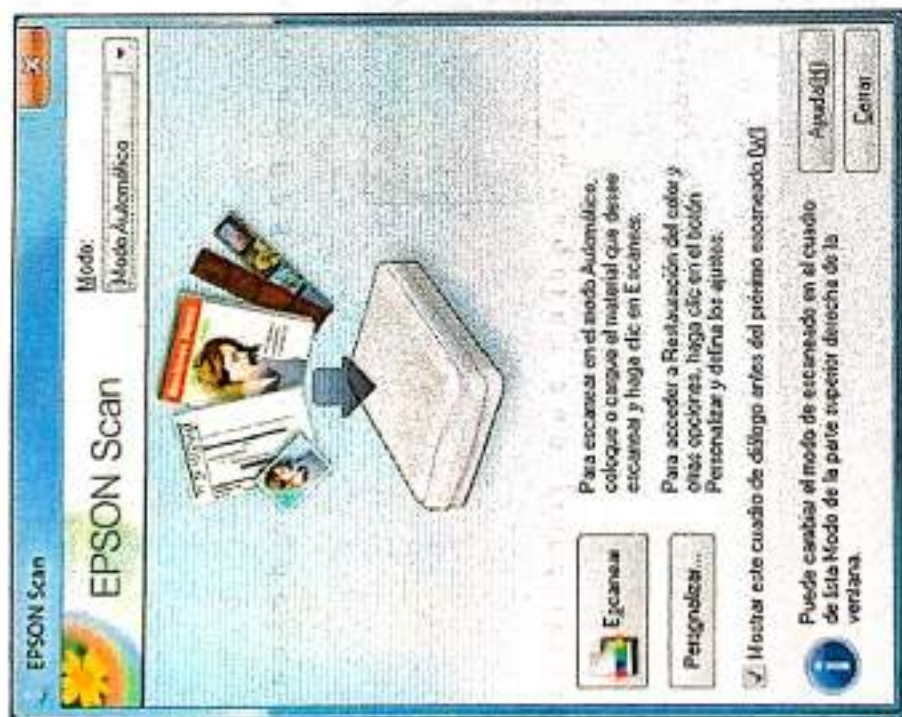 EPSON Scan
EPSON Scan
Modo:
Modo Automático
Escanear
Para escanear en el modo Automático,
coloque o cargue el material que desee
escanear y haga clic en Escanear.
Personalizar...
Para acceder a Restauración del color y
otras opciones, haga clic en el botón
Personalizar y defina los ajustes.
Mostrar este cuadro de diálogo antes del próximo escaneado (W)
Puede cambiar el modo de escaneado en el cuadro
de lista Modo de la parte superior derecha de la
ventana.
Ayuda(H)
Cerrar